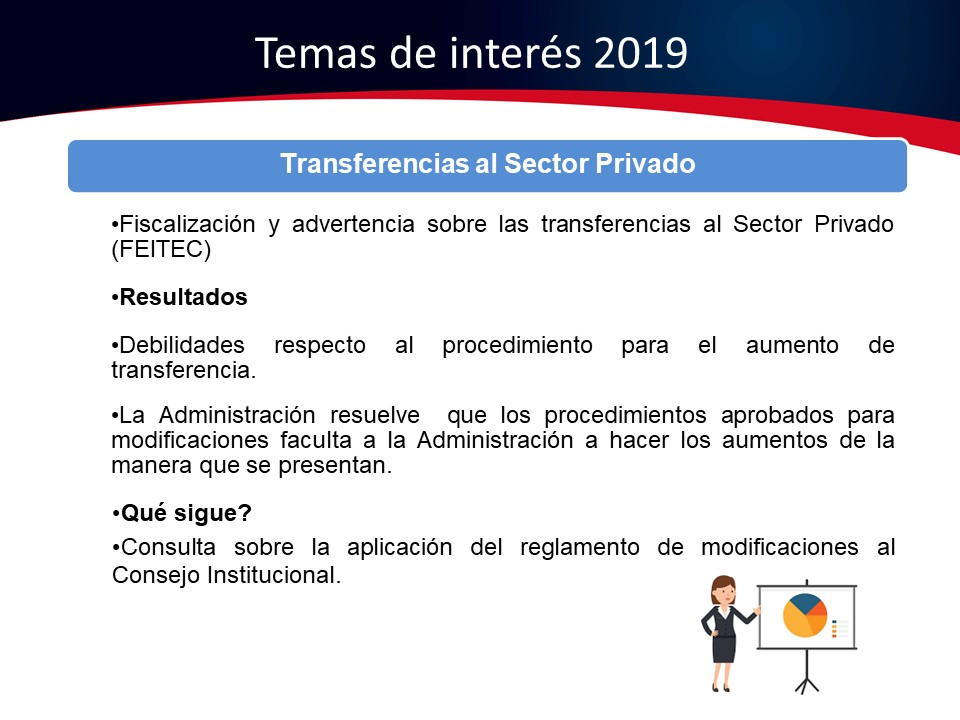 Temas de interés 2019
Transferencias al Sector Privado
•Fiscalización y advertencia sobre las transferencias al Sector Privado
(FEITEC)
•Resultados
•Debilidades respecto al procedimiento para el aumento de
transferencia.
•La Administración resuelve  que los procedimientos aprobados para
modificaciones faculta a la Administración a hacer los aumentos de la
manera que se presentan.
•Qué sigue?
•Consulta sobre la aplicación del reglamento de modificaciones al
Consejo Institucional.